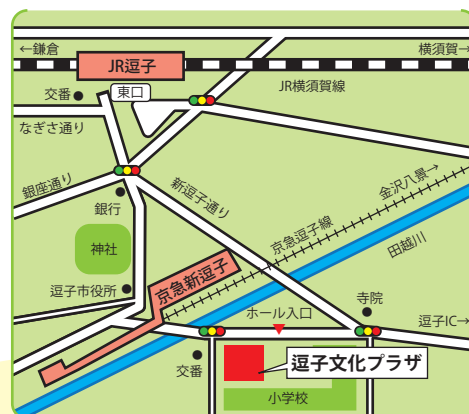 ←鎌倉
横須賀→
JR逗子
JR横須賀線
交番
東口
なぎさ通り
銀座通り
新逗子通り
金沢八景→
銀行
京急逗子線
神社
田越川
京急新逗子
逗子市役所
寺院
ホール入口
逗子IC→
交番
逗子文化プラザ
小学校